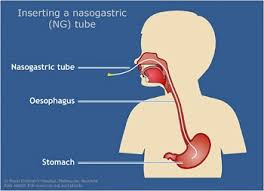 Inserting a nasogastric
(NG) tube
Nasogastric tube
Oesophagus
Stomach